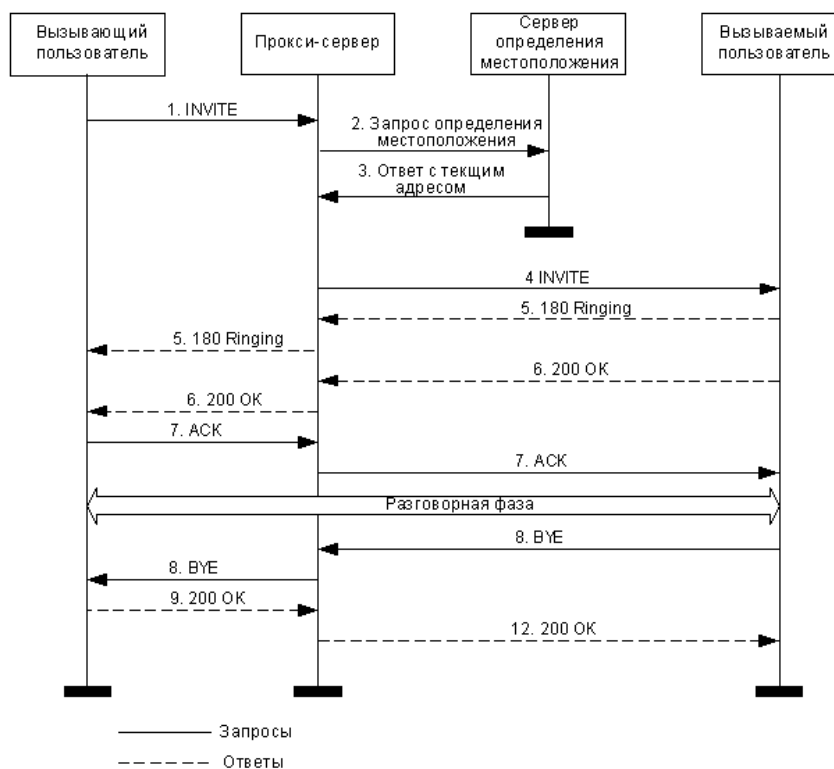 Вызывающий
пользователь
Прокси-сервер
Сервер
определения
местоположения
Вызываемый
пользователь
1. INVITE
2. Запрос определения
местоположения
3. Ответ с текщим
адресом
4 INVITE
5. 180 Ringing
5. 180 Ringing
6. 200 OK
6. 200 OK
7. ACK
7. ACK
Разговорная фаза
8. BYE
8. BYE
9. 200 OK
12. 200 OK
Запросы
Ответы